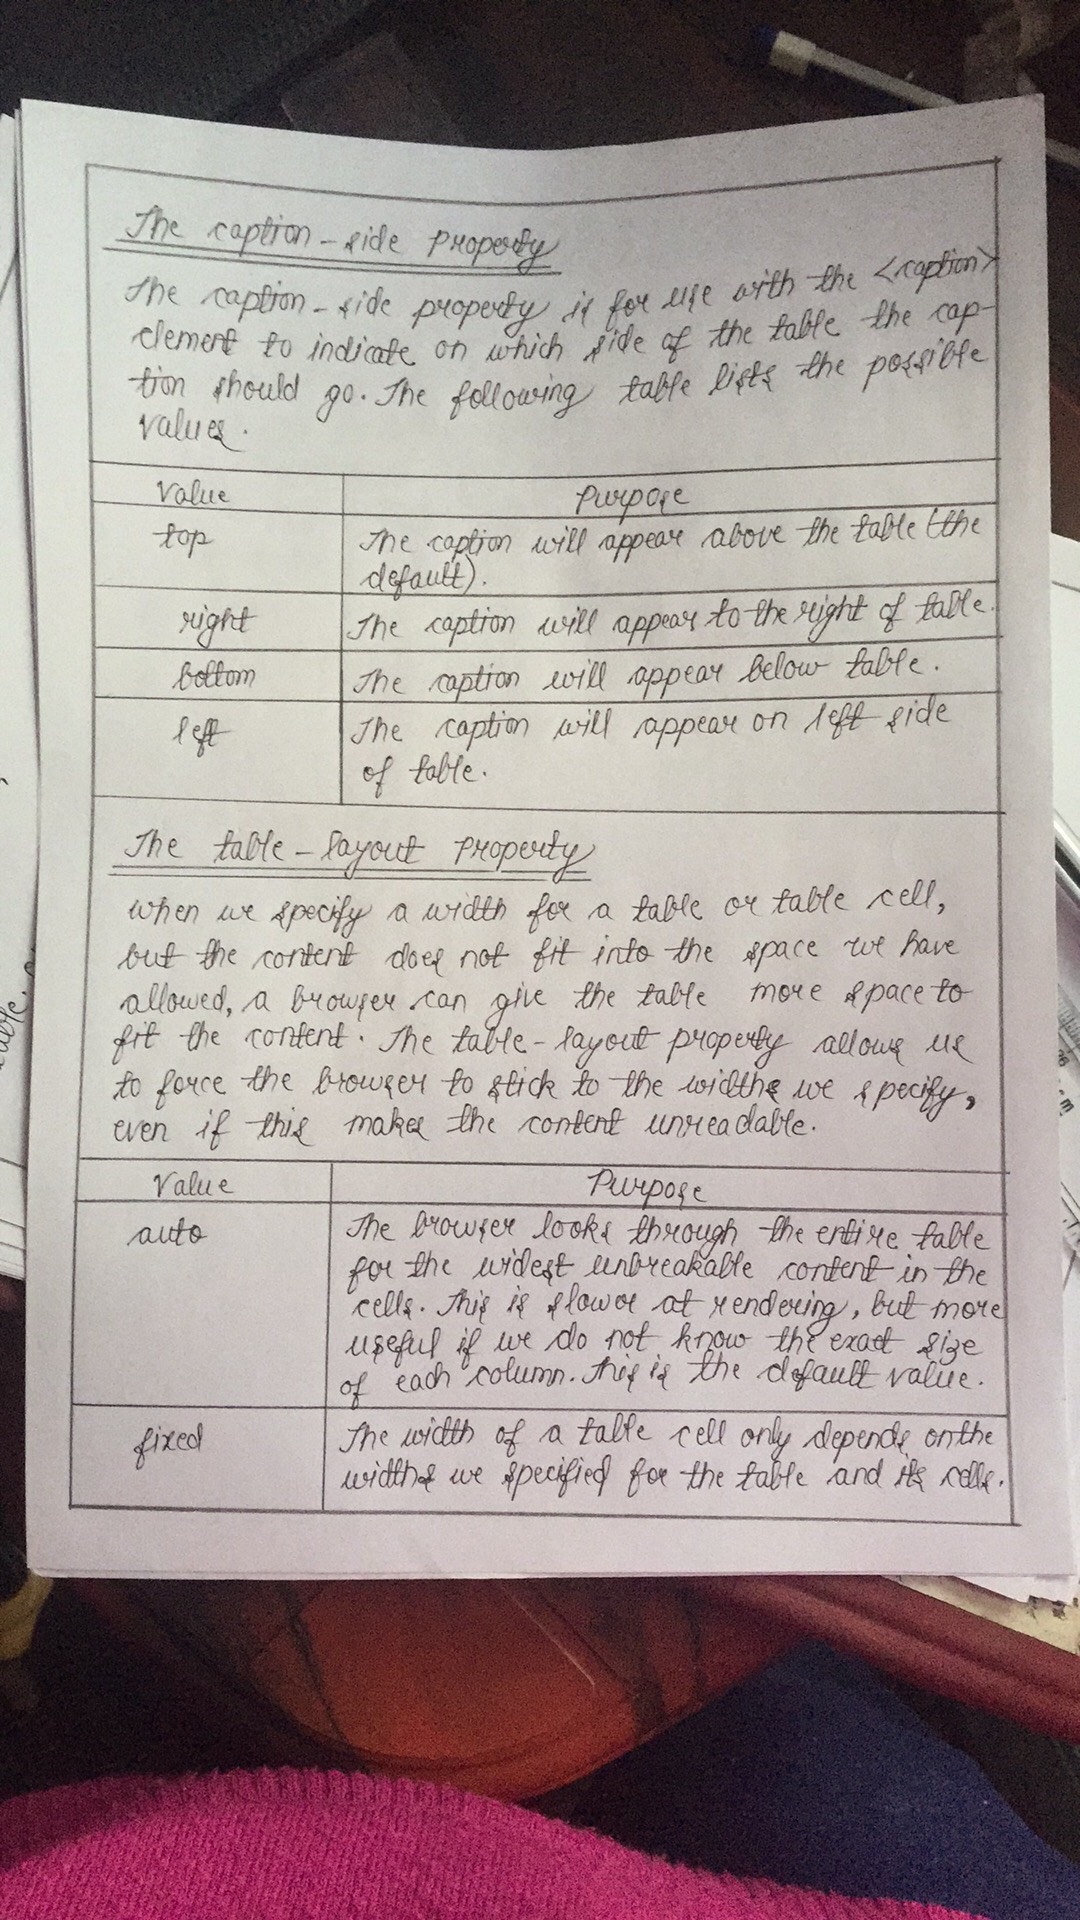 The caption-side Property
The caption-side property is for use with the <caption>
element to indicate on which side of the table the cap-
tion should go. The following table lists the possible
values.
Value Purpose
top The caption will appear above the table (the
default).
right The caption will appear to the right of table.
bottom The caption will appear below table.
left The caption will appear on left side
of table.
The table-layout Property
When we specify a width for a table or table cell,
but the content does not fit into the space we have
allowed, a browser can give the table more space to
fit the content. The table-layout property allows us
to force the browser to stick to the widths we specify,
even if this makes the content unreadable.
Value Purpose
auto The browser looks through the entire table
for the widest unbreakable content in the
cells. This is slower at rendering, but more
useful if we do not know the exact size
of each column. This is the default value.
fixed The width of a table cell only depends on the
widths we specified for the table and its cells.